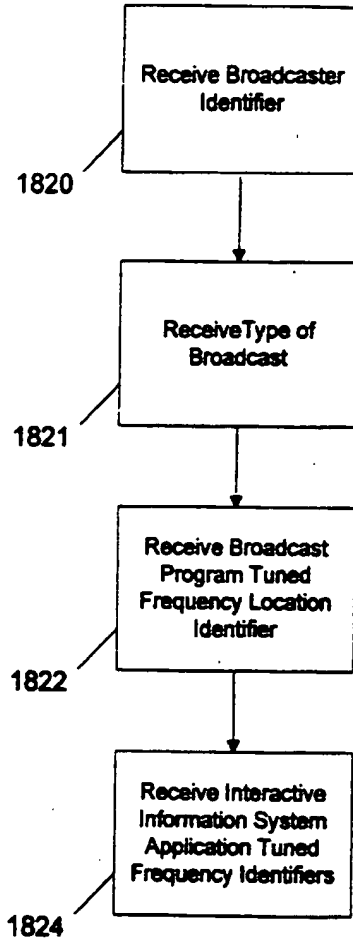 Receive Broadcaster
Identifier
1820
ReceiveType of
Broadcast
1821
Receive Broadcast
Program Tuned
Frequency Location
Identifier
1822
Receive Interactive
Information System
Application Tuned
Frequency Identifiers
1824